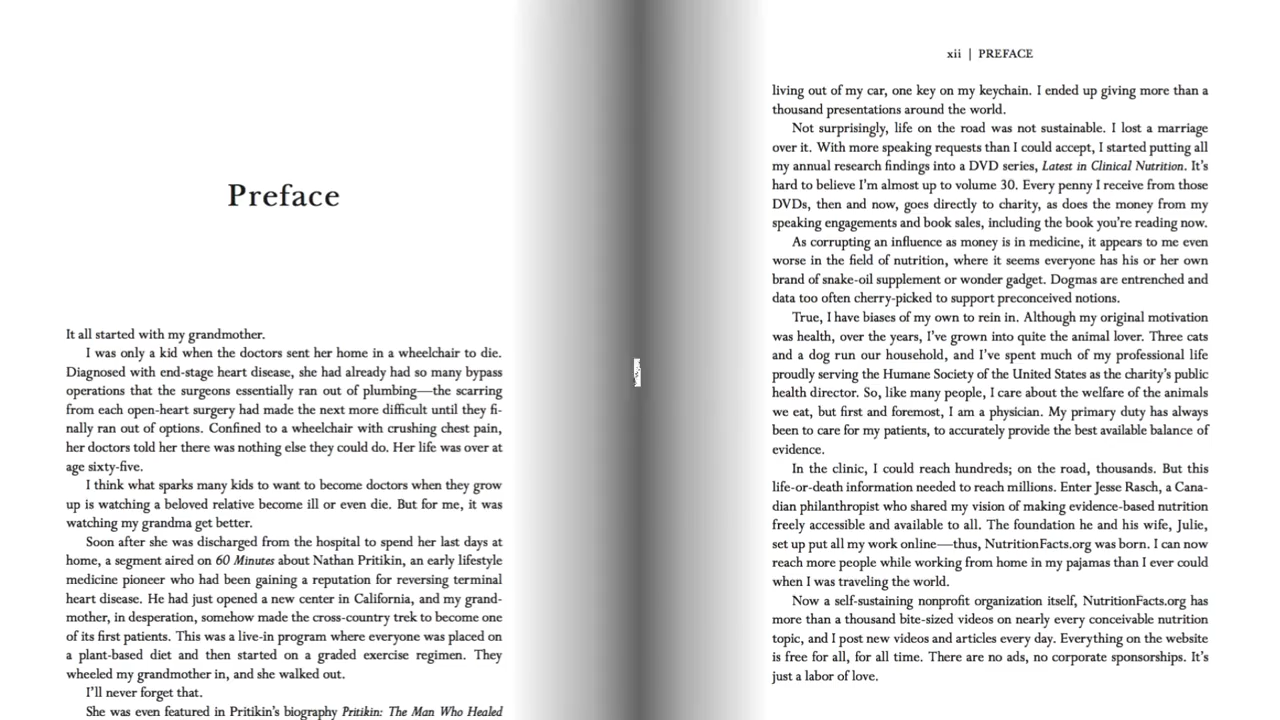 Preface
It all started with my grandmother.
I was only a kid when the doctors sent her home in a wheelchair to die.
Diagnosed with end-stage heart disease, she had already had so many bypass
operations that the surgeons essentially ran out of plumbing—the scarring
from each open-heart surgery had made the next more difficult until they fi-
nally ran out of options. Confined to a wheelchair with crushing chest pain,
her doctors told her there was nothing else they could do. Her life was over at
age sixty-five.
I think what sparks many kids to want to become doctors when they grow
up is watching a beloved relative become ill or even die. But for me, it was
watching my grandma get better.
Soon after she was discharged from the hospital to spend her last days at
home, a segment aired on 60 Minutes about Nathan Pritikin, an early lifestyle
medicine pioneer who had been gaining a reputation for reversing terminal
heart disease. He had just opened a new center in California, and my grand-
mother, in desperation, somehow made the cross-country trek to become one
of its first patients. This was a live-in program where everyone was placed on
a plant-based diet and then started on a graded exercise regimen. They
wheeled my grandmother in, and she walked out.
I'll never forget that.
She was even featured in Pritikin's biography Pritikin: The Man Who Healed
xii | PREFACE
living out of my car, one key on my keychain. I ended up giving more than a
thousand presentations around the world.
Not surprisingly, life on the road was not sustainable. I lost a marriage
over it. With more speaking requests than I could accept, I started putting all
my annual research findings into a DVD series, Latest in Clinical Nutrition. It's
hard to believe I'm almost up to volume 30. Every penny I receive from those
DVDs, then and now, goes directly to charity, as does the money from my
speaking engagements and book sales, including the book you're reading now.
As corrupting an influence as money is in medicine, it appears to me even
worse in the field of nutrition, where it seems everyone has his or her own
brand of snake-oil supplement or wonder gadget. Dogmas are entrenched and
data too often cherry-picked to support preconceived notions.
True, I have biases of my own to rein in. Although my original motivation
was health, over the years, I've grown into quite the animal lover. Three cats
and a dog run our household, and I've spent much of my professional life
proudly serving the Humane Society of the United States as the charity's public
health director. So, like many people, I care about the welfare of the animals
we eat, but first and foremost, I am a physician. My primary duty has always
been to care for my patients, to accurately provide the best available balance of
evidence.
In the clinic, I could reach hundreds; on the road, thousands. But this
life-or-death information needed to reach millions. Enter Jesse Rasch, a Cana-
dian philanthropist who shared my vision of making evidence-based nutrition
freely accessible and available to all. The foundation he and his wife, Julie,
set up put all my work online—thus, NutritionFacts.org was born. I can now
reach more people while working from home in my pajamas than I ever could
when I was traveling the world.
Now a self-sustaining nonprofit organization itself, NutritionFacts.org has
more than a thousand bite-sized videos on nearly every conceivable nutrition
topic, and I post new videos and articles every day. Everything on the website
is free for all, for all time. There are no ads, no corporate sponsorships. It's
just a labor of love.